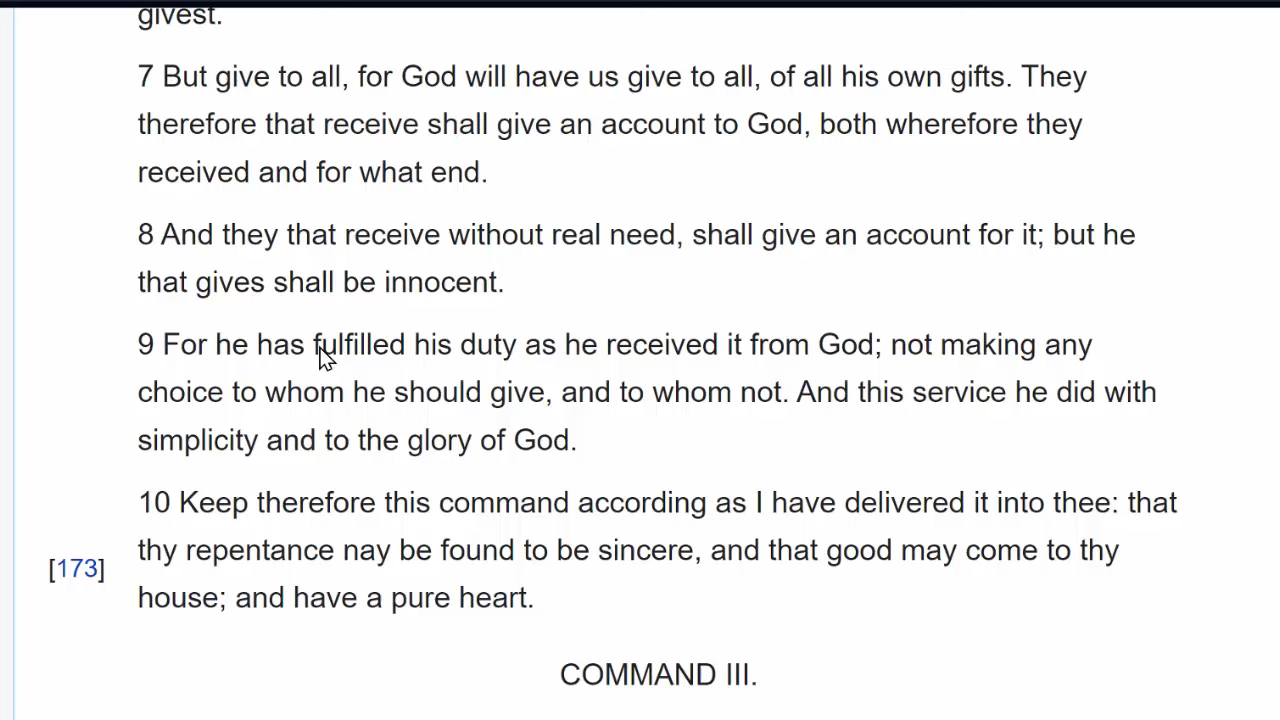 givest.
7 But give to all, for God will have us give to all, of all his own gifts. They
therefore that receive shall give an account to God, both wherefore they
received and for what end.
8 And they that receive without real need, shall give an account for it; but he
that gives shall be innocent.
9 For he has fulfilled his duty as he received it from God; not making any
choice to whom he should give, and to whom not. And this service he did with
simplicity and to the glory of God.
10 Keep therefore this command according as I have delivered it into thee: that
thy repentance nay be found to be sincere, and that good may come to thy
[173]
house; and have a pure heart.
COMMAND III.